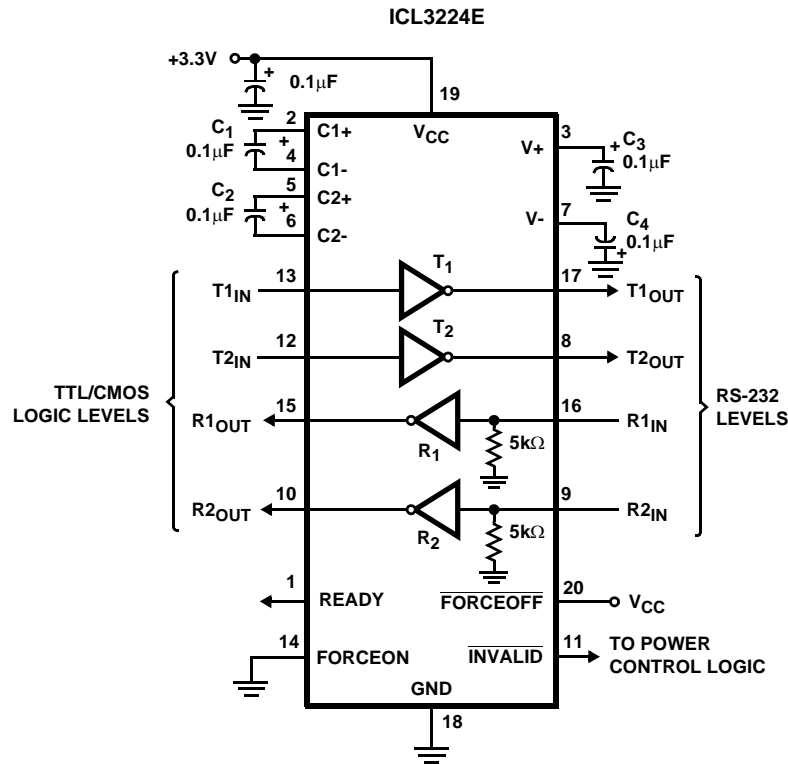 ICL3224E
+3.3V
+
0.1μF
19
2
C1
0.1μF
+
4
C1+
C1-
VCC
5
C2
0.1μF
+
6
C2+
C2-
3
V+
+
C3
0.1μF
7
V-
C4
0.1μF
+
T1IN
13
T1
17
T1OUT
T2IN
12
T2
8
T2OUT
TTL/CMOS
LOGIC LEVELS
RS-232
LEVELS
R1OUT
15
R1
5kΩ
16
R1IN
R2OUT
10
R2
5kΩ
9
R2IN
1
READY
FORCEOFF
20
VCC
14
FORCEON
INVALID
11
TO POWER
CONTROL LOGIC
GND
18